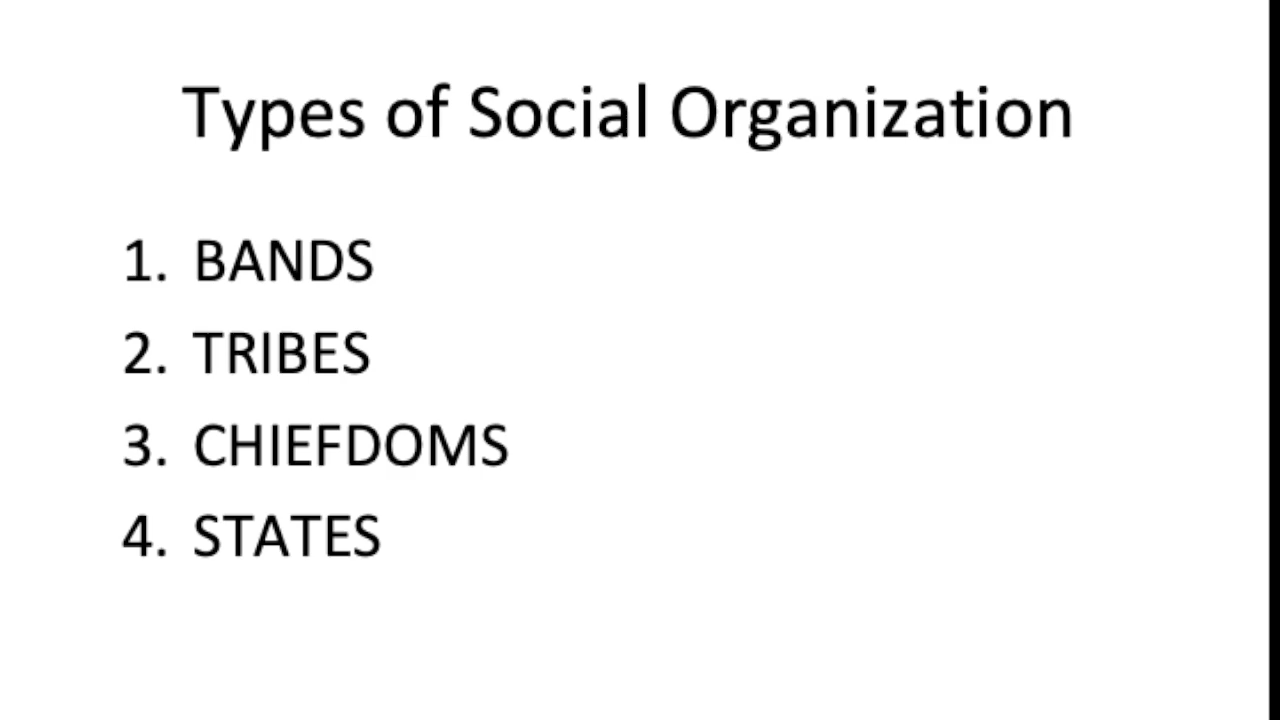 Types of Social Organization
1. BANDS
2. TRIBES
3. CHIEFDOMS
4. STATES